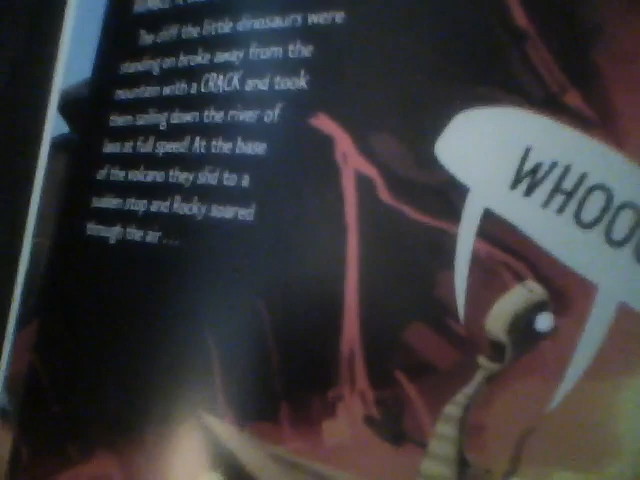 The cliff the little dinosaurs were
standing on broke away from the
mountain with a CRACK and took
them sailing down the river of
lava at full speed! At the base
of the volcano they slid to a
sudden stop and Rocky soared
through the air...
WHOOO